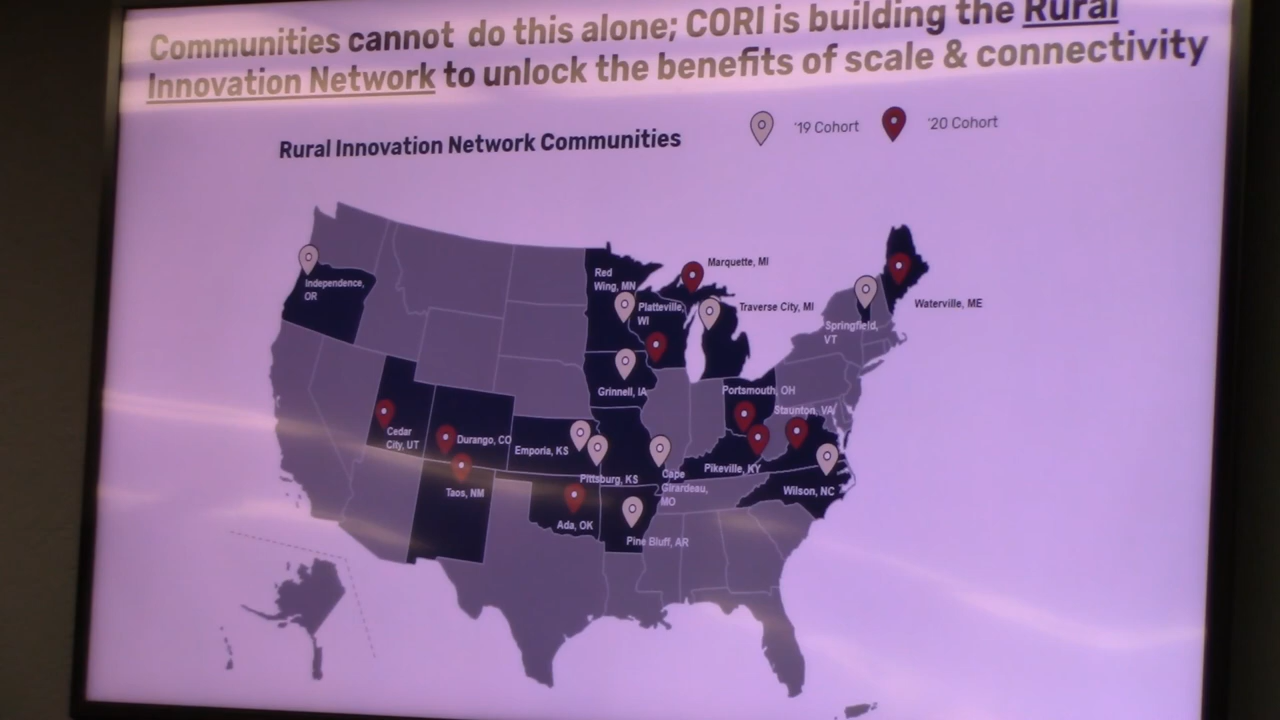 Communities cannot do this alone; CORI is building the Rural
Innovation Network to unlock the benefits of scale & connectivity
Rural Innovation Network Communities
'19 Cohort
'20 Cohort
Independence,
OR
Red
Wing, MN
Marquette, MI
Platteville,
WI
Traverse City, MI
Waterville, ME
Springfield,
VT
Grinnell, IA
Portsmouth, OH
Staunton, VA
Cedar
City, UT
Durango, CO
Emporia, KS
Pittsburg, KS
Cape
Girardeau,
MO
Pikeville, KY
Wilson, NC
Taos, NM
Ada, OK
Pine Bluff, AR